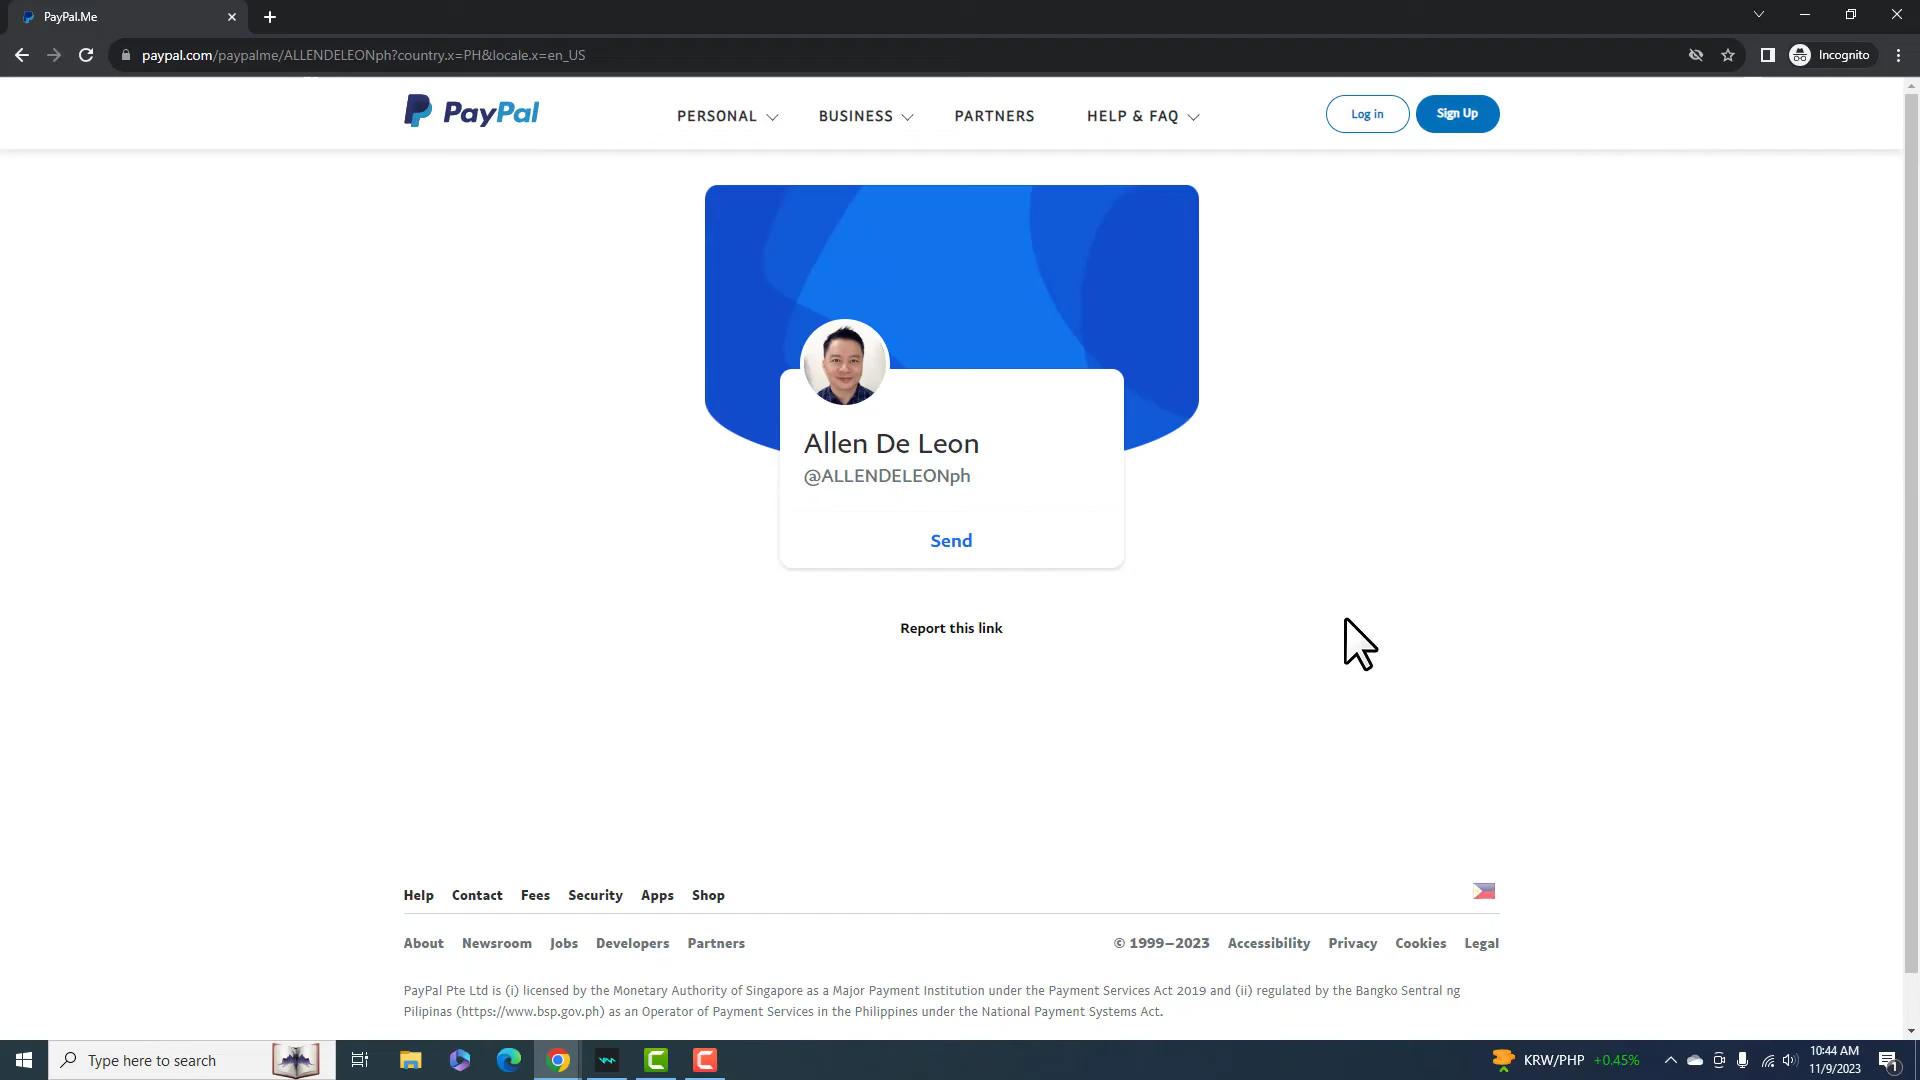 PayPal.Me
paypal.com/paypalme/ALLENDELEONph?country.x=PH&locale.x=en_US
Incognito
PayPal
PERSONAL
BUSINESS
PARTNERS
HELP & FAQ
Log in
Sign Up
Allen De Leon
@ALLENDELEONph
Send
Report this link
Help Contact Fees Security Apps Shop
About Newsroom Jobs Developers Partners
© 1999–2023 Accessibility Privacy Cookies Legal
PayPal Pte Ltd is (i) licensed by the Monetary Authority of Singapore as a Major Payment Institution under the Payment Services Act 2019 and (ii) regulated by the Bangko Sentral ng
Pilipinas (https://www.bsp.gov.ph) as an Operator of Payment Services in the Philippines under the National Payment Systems Act.
Type here to search
KRW/PHP +0.45%
10:44 AM
11/9/2023
1